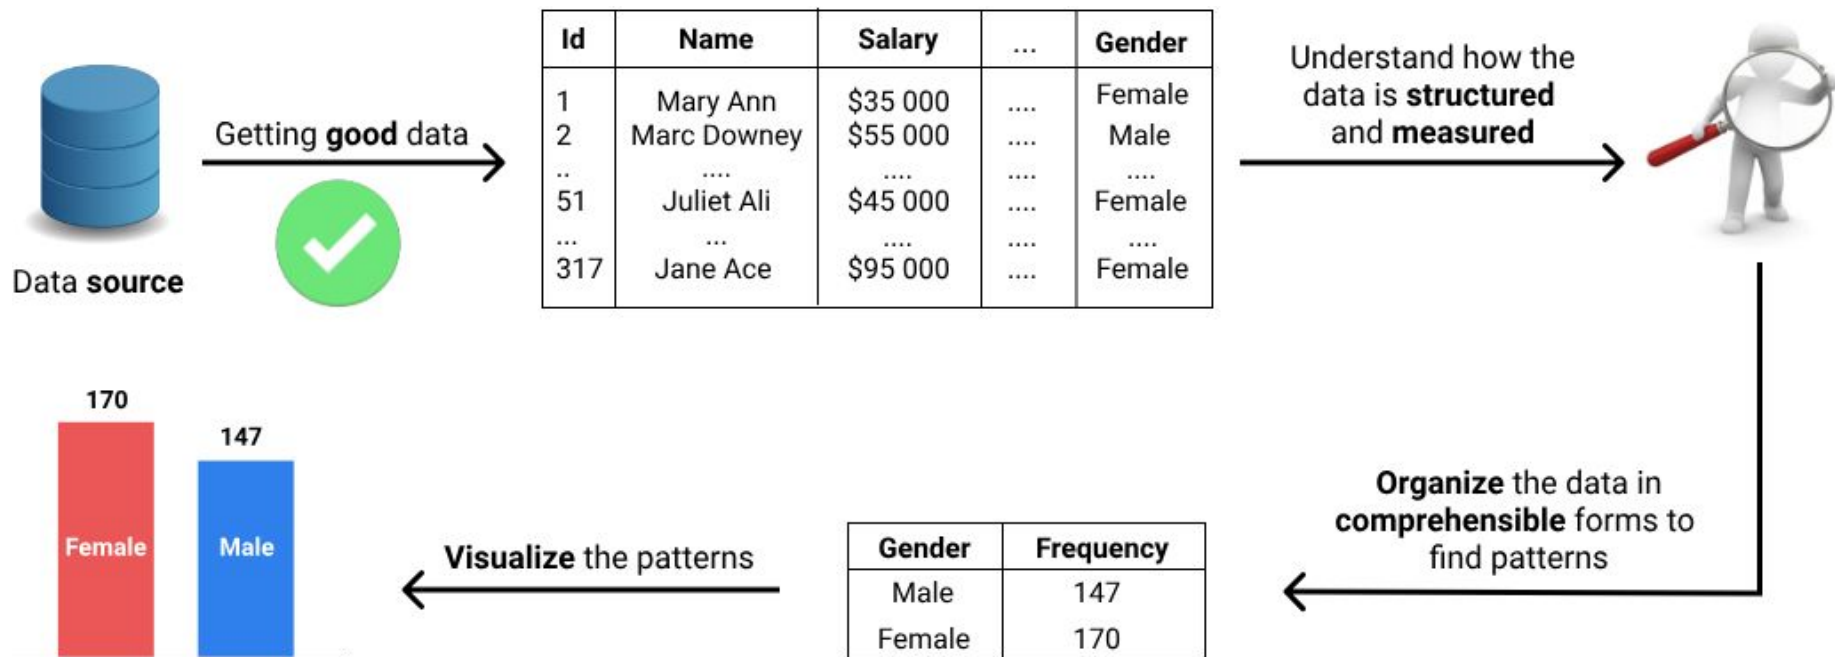 Data source
Getting good data
Id Name Salary ... Gender
1 Mary Ann $35 000 .... Female
2 Marc Downey $55 000 .... Male
.. .... .... .... ....
51 Juliet Ali $45 000 .... Female
... ... .... .... ....
317 Jane Ace $95 000 .... Female
Understand how the
data is structured
and measured
Organize the data in
comprehensible forms to
find patterns
Gender Frequency
Male 147
Female 170
Visualize the patterns
170
147
Female
Male